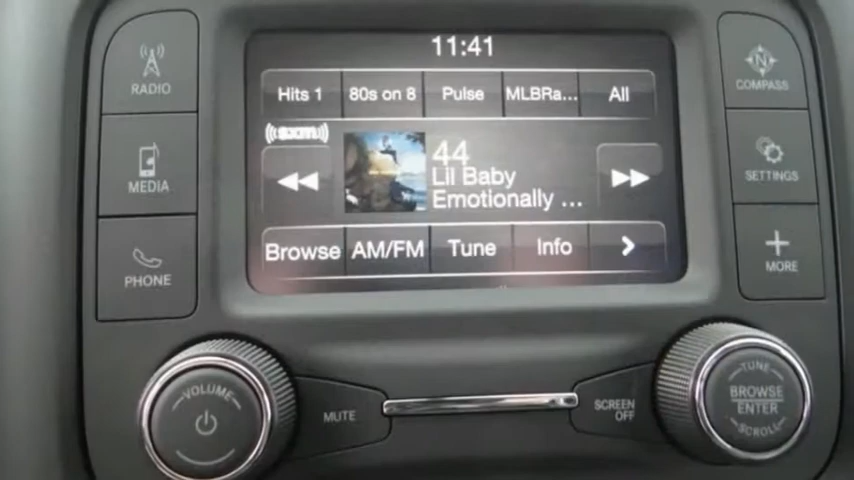 11:41
RADIO
MEDIA
PHONE
Hits 1 80s on 8 Pulse MLBRa... All
((sxm))
44
Lil Baby
Emotionally ...
Browse AM/FM Tune Info
N
COMPASS
SETTINGS
MORE
VOLUME
MUTE
SCREEN
OFF
TUNE
BROWSE
ENTER
SCROLL